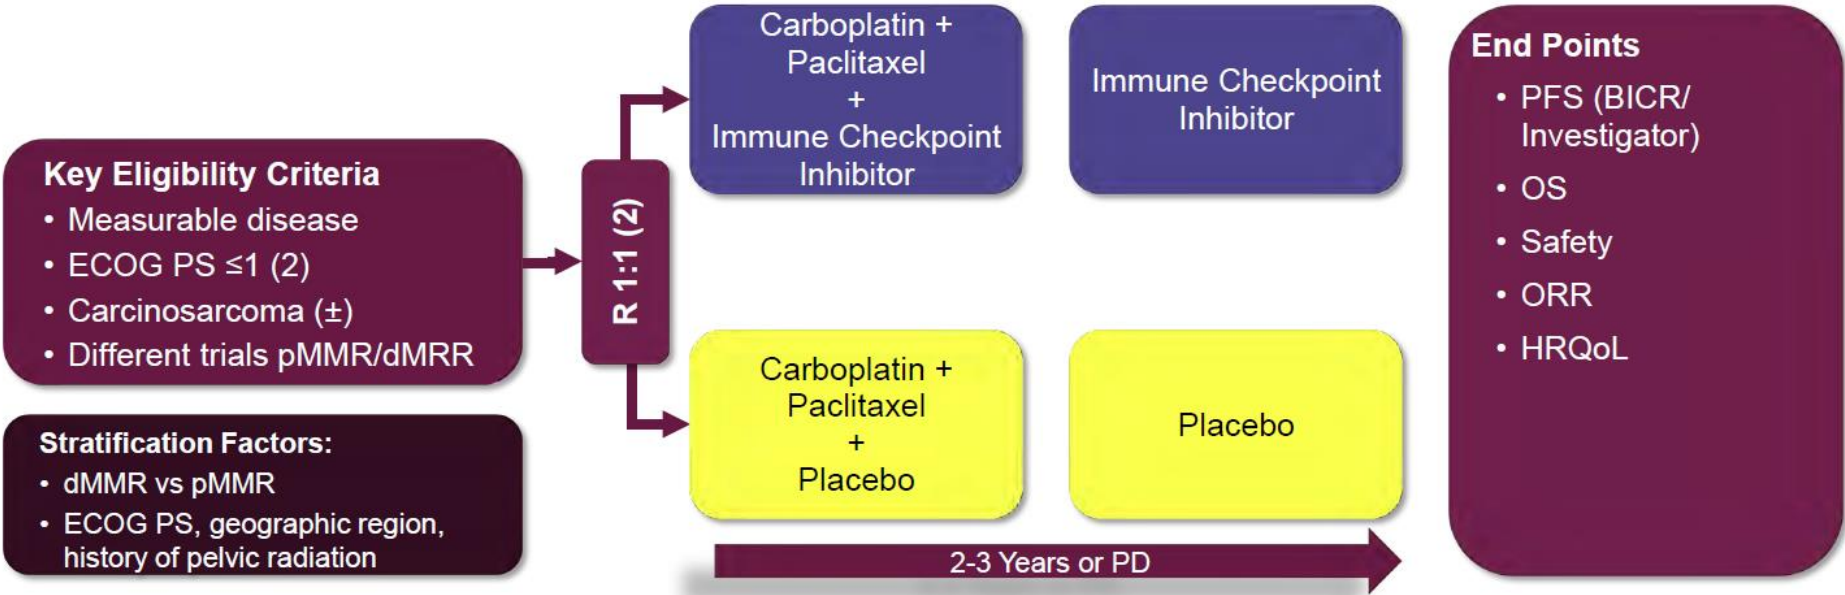 Key Eligibility Criteria
• Measurable disease
• ECOG PS ≤1 (2)
• Carcinosarcoma (±)
• Different trials pMMR/dMRR
Stratification Factors:
• dMMR vs pMMR
• ECOG PS, geographic region,
history of pelvic radiation
R 1:1 (2)
Carboplatin +
Paclitaxel
+
Immune Checkpoint
Inhibitor
Immune Checkpoint
Inhibitor
Carboplatin +
Paclitaxel
+
Placebo
Placebo
2-3 Years or PD
End Points
• PFS (BICR/
Investigator)
• OS
• Safety
• ORR
• HRQoL